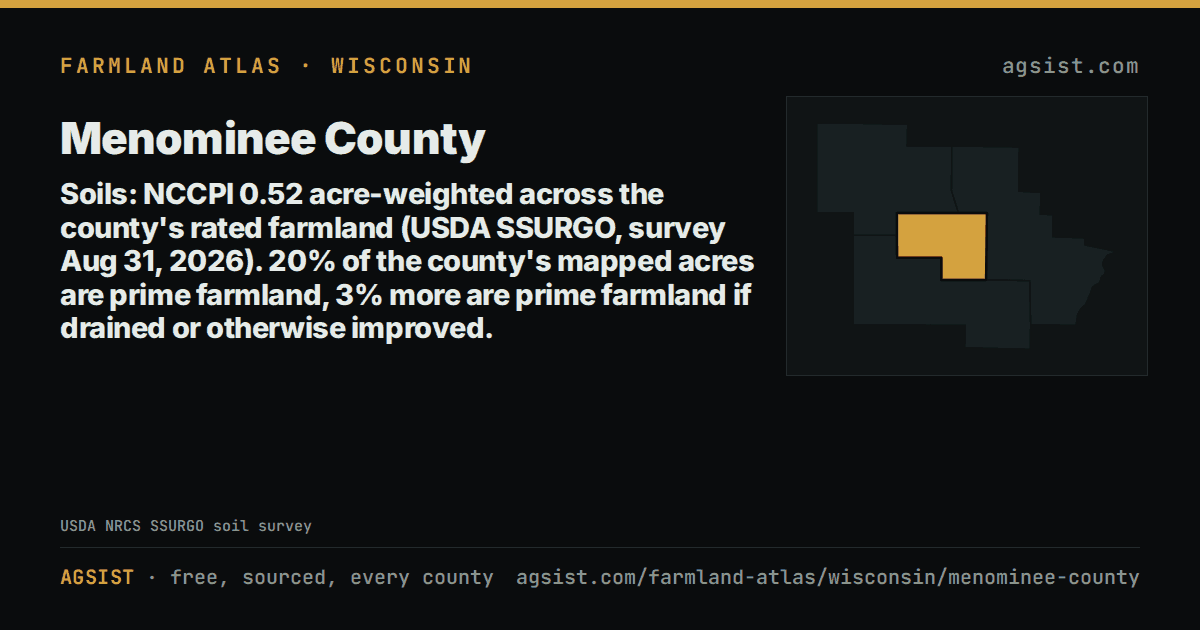 FARMLAND ATLAS · WISCONSIN
agsist.com
Menominee County
Soils: NCCPI 0.52 acre-weighted across the
county's rated farmland (USDA SSURGO, survey
Aug 31, 2026). 20% of the county's mapped acres
are prime farmland, 3% more are prime farmland if
drained or otherwise improved.
USDA NRCS SSURGO soil survey
AGSIST · free, sourced, every county
agsist.com/farmland-atlas/wisconsin/menominee-county